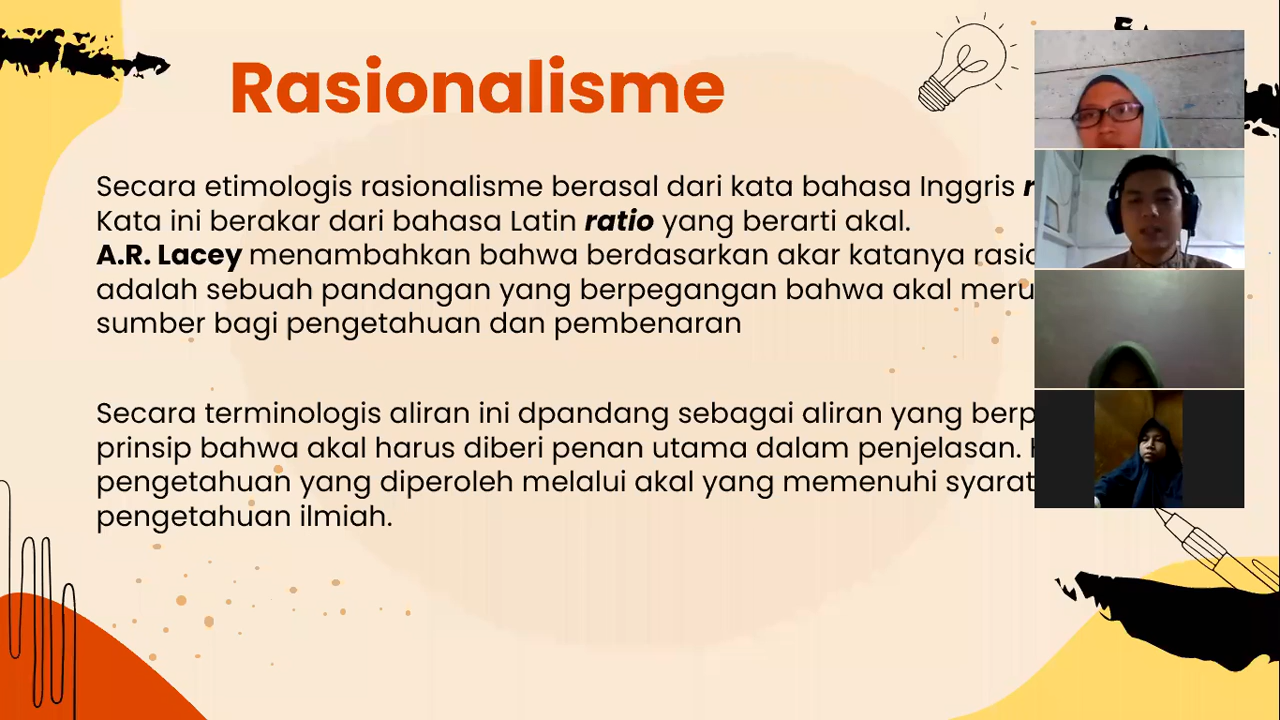 Rasionalisme
Secara etimologis rasionalisme berasal dari kata bahasa Inggris
Kata ini berakar dari bahasa Latin ratio yang berarti akal.
A.R. Lacey menambahkan bahwa berdasarkan akar katanya
adalah sebuah pandangan yang berpegangan bahwa akal
sumber bagi pengetahuan dan pembenaran
Secara terminologis aliran ini dpandang sebagai aliran yang
prinsip bahwa akal harus diberi penan utama dalam penjelasan.
pengetahuan yang diperoleh melalui akal yang memenuhi syarat
pengetahuan ilmiah.